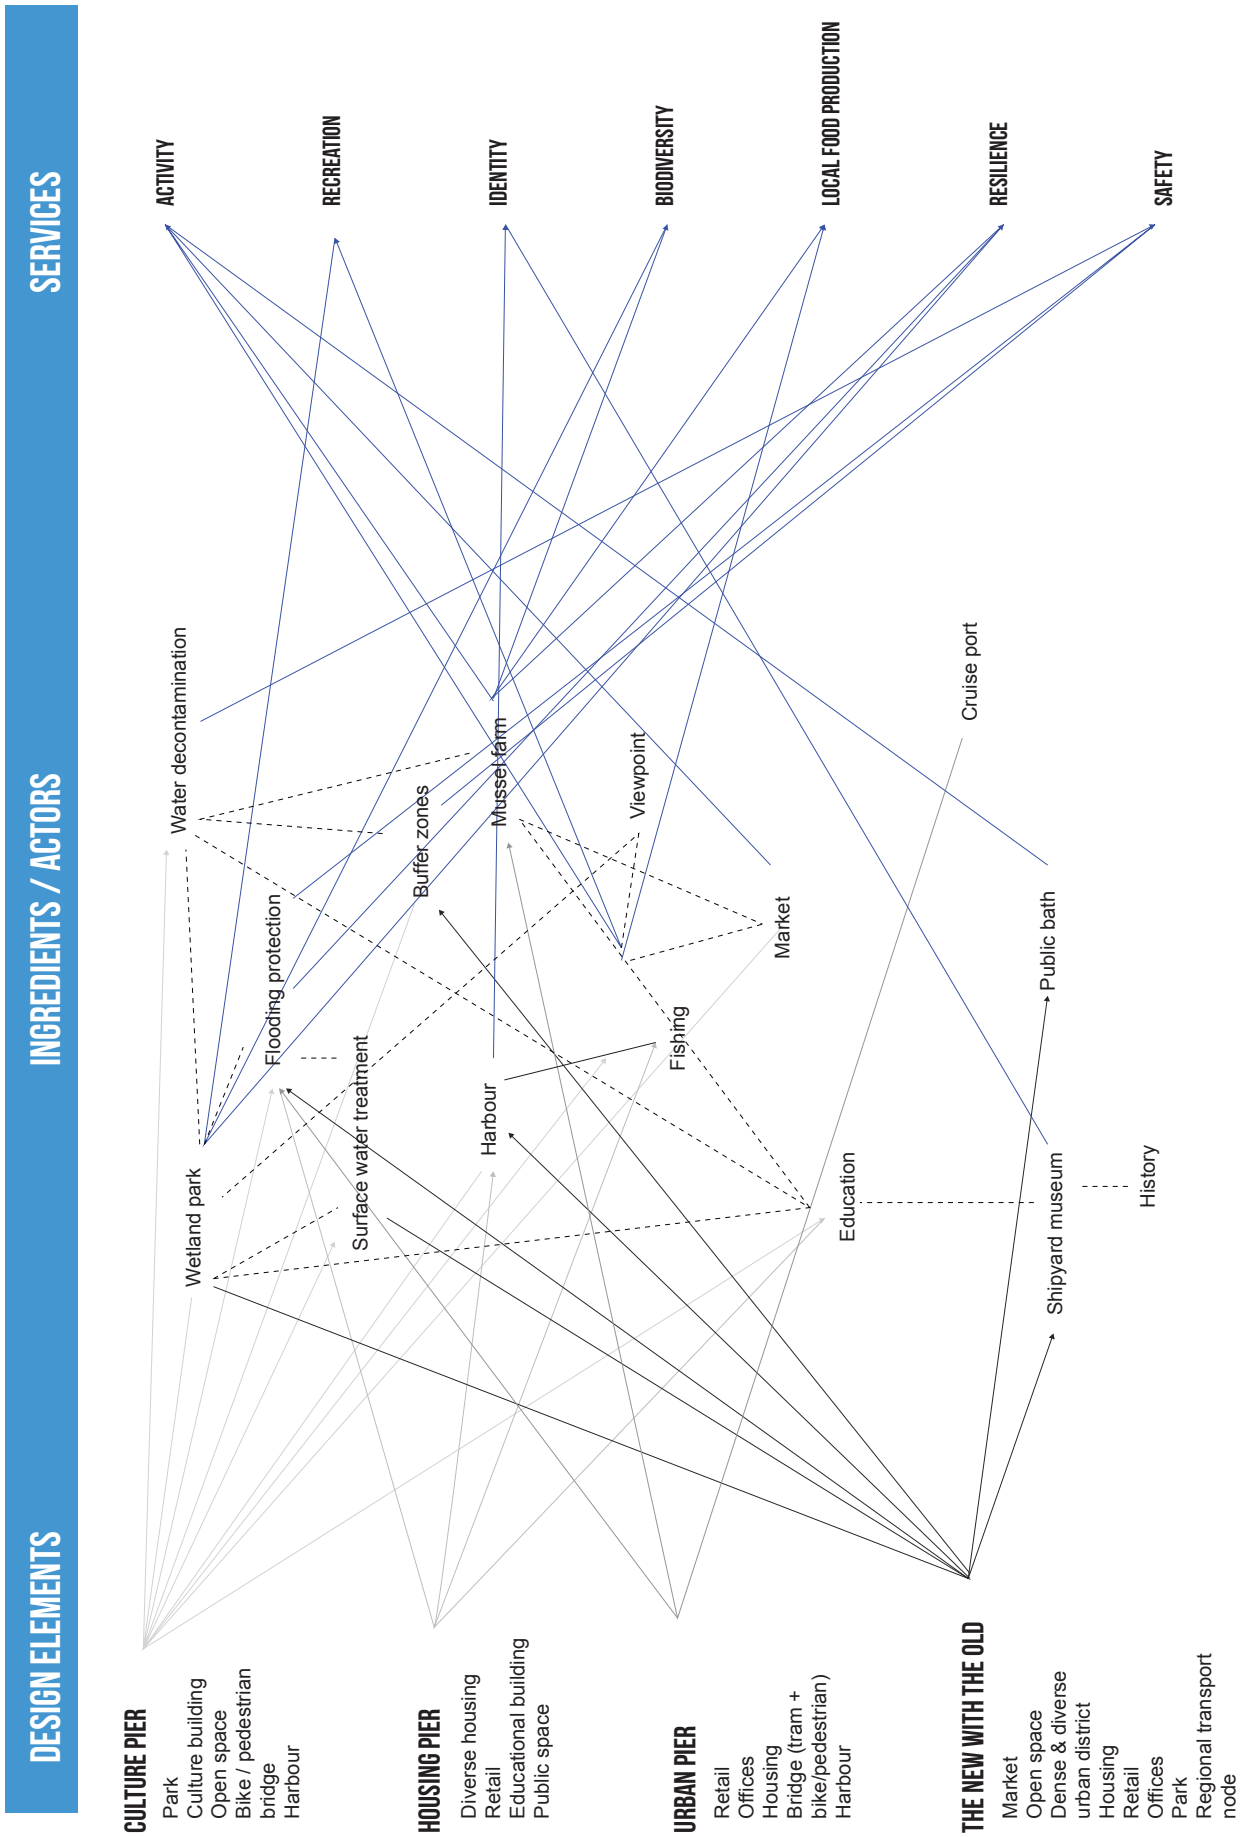 DESIGN ELEMENTS
INGREDIENTS / ACTORS
SERVICES
CULTURE PIER
Park
Culture building
Open space
Bike / pedestrian
bridge
Harbour
HOUSING PIER
Diverse housing
Retail
Educational building
Public space
URBAN PIER
Retail
Offices
Housing
Bridge (tram +
bike/pedestrian)
Harbour
THE NEW WITH THE OLD
Market
Open space
Dense & diverse
urban district
Housing
Retail
Offices
Park
Regional transport
node
Water decontamination
Wetland park
Flooding protection
Surface water treatment
Buffer zones
Mussel farm
Harbour
Viewpoint
Fishing
Market
Education
Cruise port
Public bath
Shipyard museum
History
ACTIVITY
RECREATION
IDENTITY
BIODIVERSITY
LOCAL FOOD PRODUCTION
RESILIENCE
SAFETY